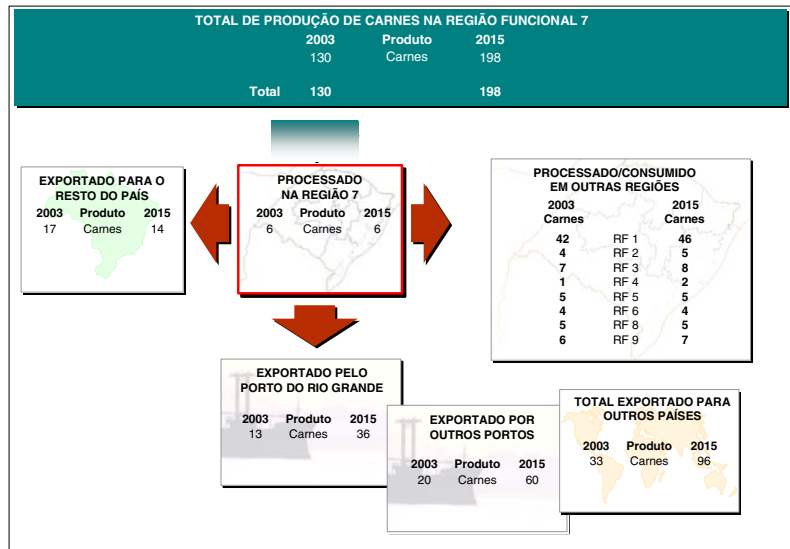 TOTAL DE PRODUÇÃO DE CARNES NA REGIÃO FUNCIONAL 7
2003 Produto 2015
130 Carnes 198
Total 130 198
EXPORTADO PARA O
RESTO DO PAÍS
2003 Produto 2015
17 Carnes 14
PROCESSADO
NA REGIÃO 7
2003 Produto 2015
6 Carnes 6
PROCESSADO/CONSUMIDO
EM OUTRAS REGIÕES
2003 2015
Carnes Carnes
42 RF 1 46
4 RF 2 5
7 RF 3 8
1 RF 4 2
5 RF 5 5
4 RF 6 4
5 RF 8 5
6 RF 9 7
EXPORTADO PELO
PORTO DO RIO GRANDE
2003 Produto 2015
13 Carnes 36
EXPORTADO POR
OUTROS PORTOS
2003 Produto 2015
20 Carnes 60
TOTAL EXPORTADO PARA
OUTROS PAÍSES
2003 Produto 2015
33 Carnes 96